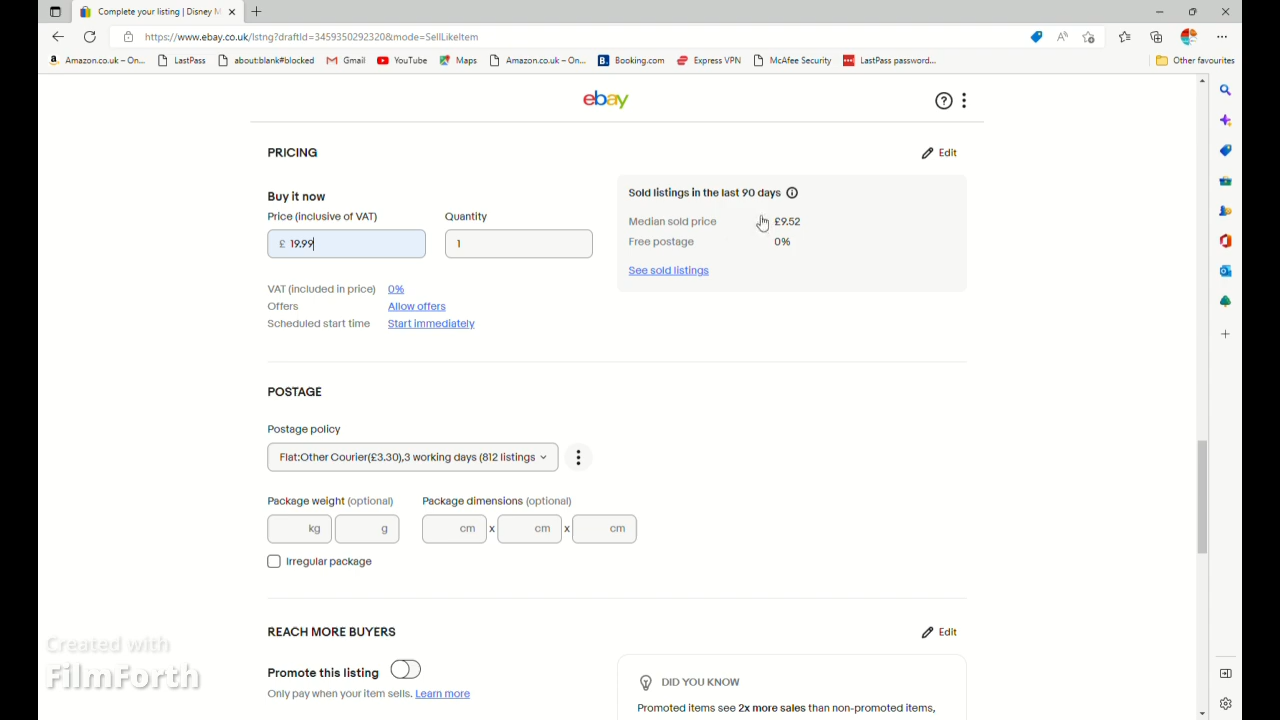 Complete your listing | Disney M
https://www.ebay.co.uk/lstng?draftId=3459350292320&mode=SellLikeItem
Amazon.co.uk – On... LastPass about:blank#blocked Gmail YouTube Maps Amazon.co.uk – On... Booking.com Express VPN McAfee Security LastPass password... Other favourites
ebay
PRICING Edit
Sold listings in the last 90 days
Buy it now
Price (inclusive of VAT) Quantity
Median sold price £9.52
£ 19.99 1
Free postage 0%
See sold listings
VAT (included in price) 0%
Offers Allow offers
Scheduled start time Start immediately
POSTAGE
Postage policy
Flat:Other Courier(£3.30),3 working days (812 listings
Package weight (optional) Package dimensions (optional)
kg g cm x cm x cm
Irregular package
REACH MORE BUYERS Edit
Created with
FilmForth
Promote this listing
DID YOU KNOW
Only pay when your item sells. Learn more
Promoted items see 2x more sales than non-promoted items,